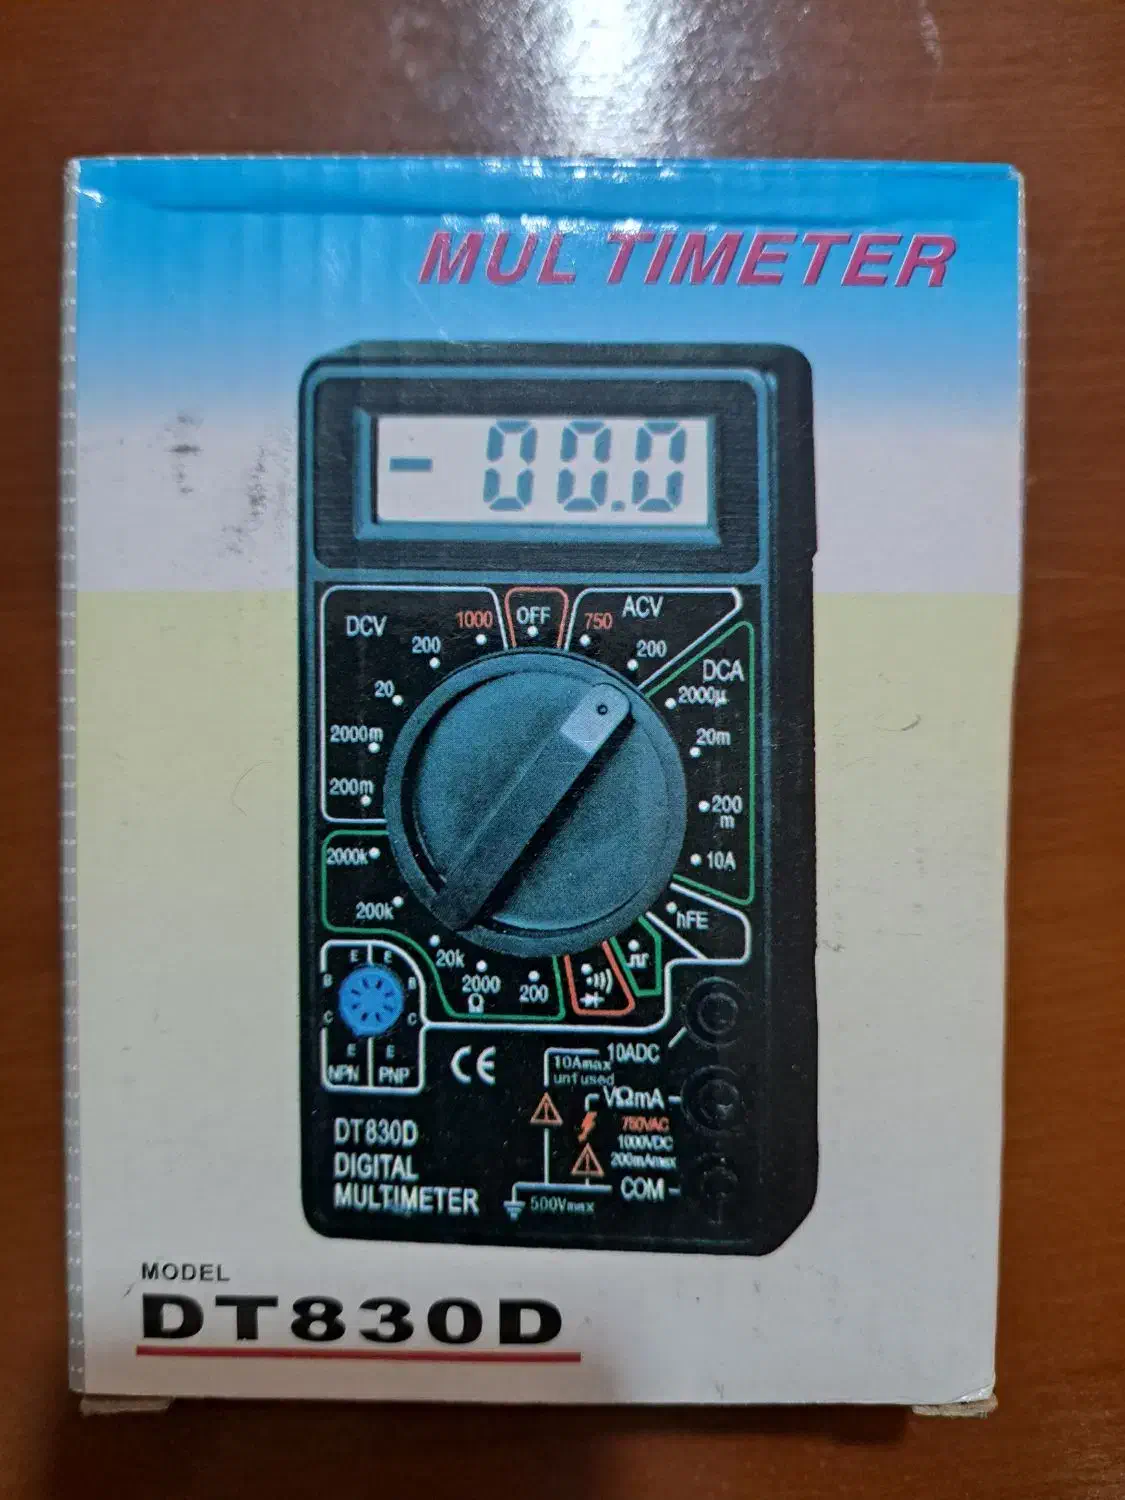 MULTIMETER
- 00.0
DCV
1000
OFF
750
ACV
200
200
DCA
20
2000µ
2000m
20m
200m
200
m
2000k
10A
200k
hFE
20k
2000
Ω
200
E E
B B
C C
E E
NPN PNP
CE
10Amax
unfused
10ADC
VΩmA
750VAC
1000VDC
200mAmax
COM
500Vmax
DT830D
DIGITAL
MULTIMETER
MODEL
DT830D